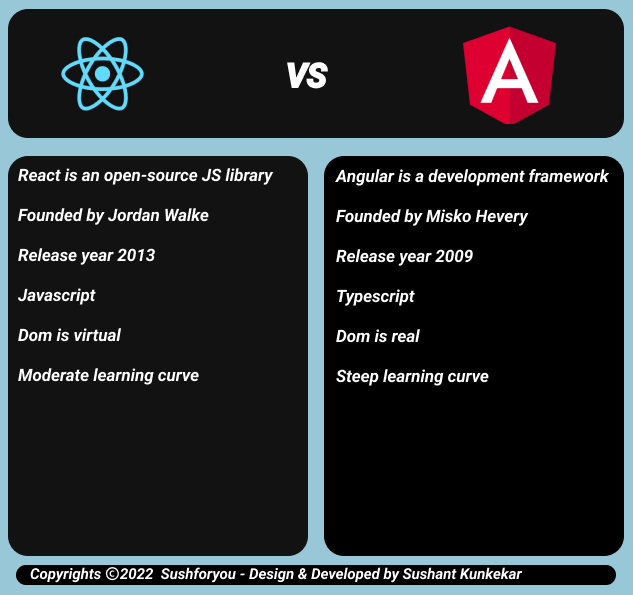 VS
React is an open-source JS library
Founded by Jordan Walke
Release year 2013
Javascript
Dom is virtual
Moderate learning curve
Angular is a development framework
Founded by Misko Hevery
Release year 2009
Typescript
Dom is real
Steep learning curve
Copyrights ©2022 Sushforyou - Design & Developed by Sushant Kunkekar